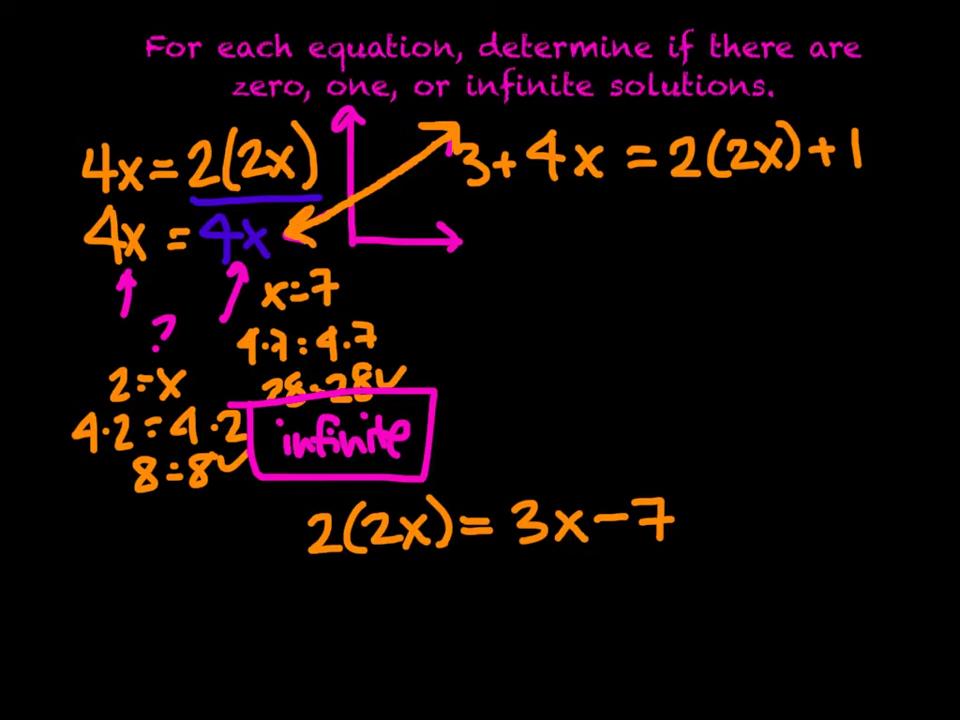 For each equation, determine if there are
zero, one, or infinite solutions.
4x=2(2x)
4x=4x
?
2=x
4·2=4·2
8=8✓
x=7
4·7=4·7
28=28✓
infinite
3+4x=2(2x)+1
2(2x)=3x-7